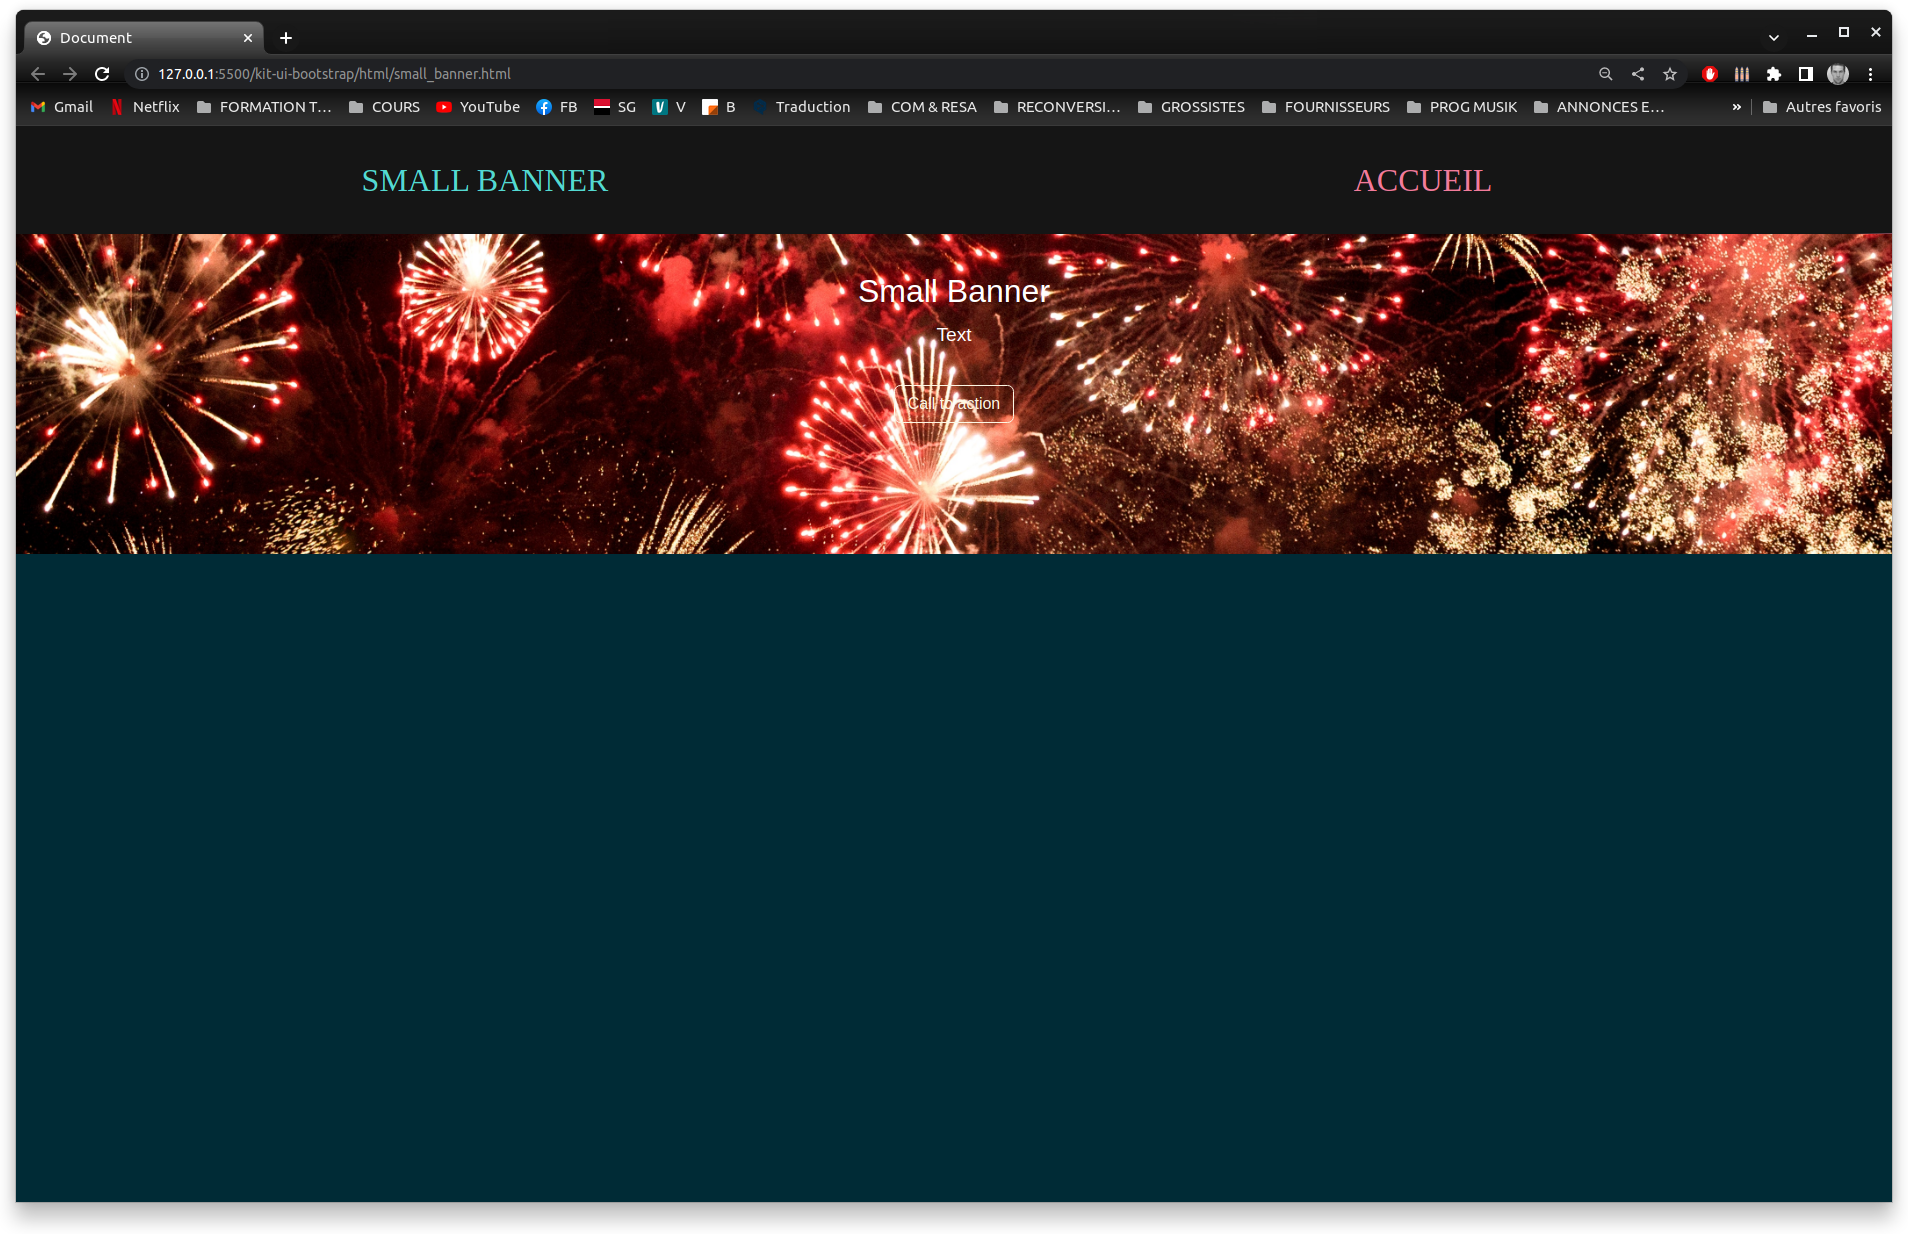 Document
127.0.0.1:5500/kit-ui-bootstrap/html/small_banner.html
Gmail Netflix FORMATION T… COURS YouTube FB SG V B Traduction COM & RESA RECONVERSI… GROSSISTES FOURNISSEURS PROG MUSIK ANNONCES E… » Autres favoris
SMALL BANNER ACCUEIL
Small Banner
Text
Call to action